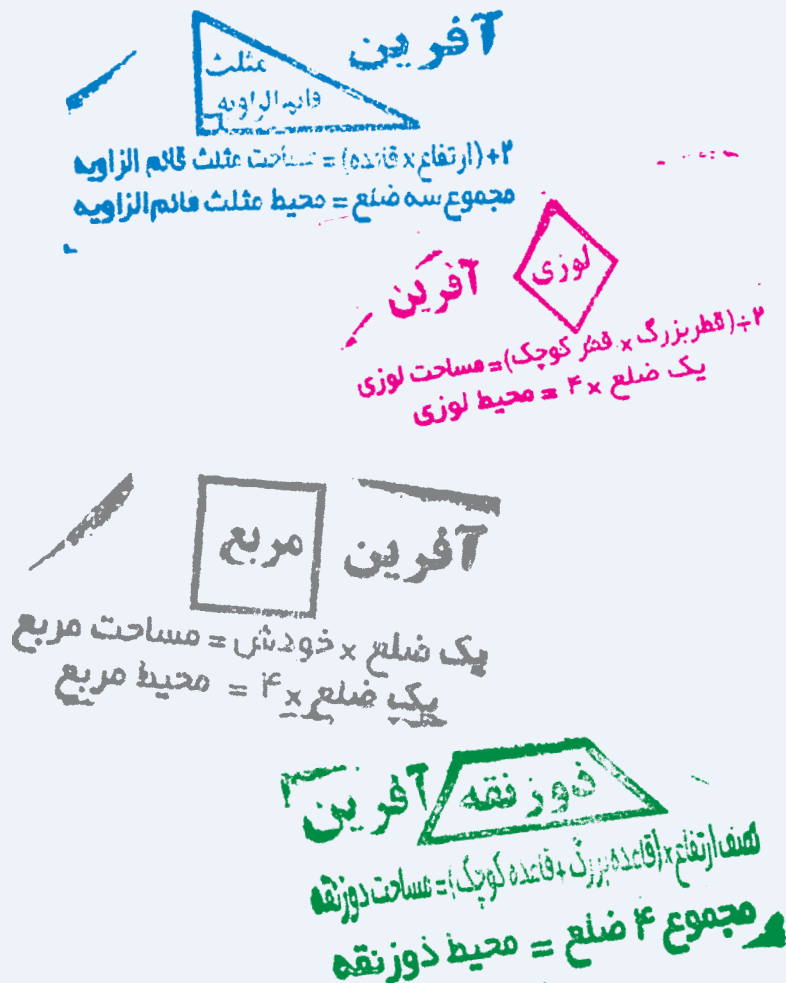 آفرین
مثلث
قائم الزاویه
مساحت مثلث قائم الزاویه = (ارتفاع × قائده) ÷ ۲
مجموع سه ضلع = محیط مثلث قائم الزاویه
لوزی
آفرین
مساحت لوزی = (قطر بزرگ × قطر کوچک) ÷ ۲
یک ضلع × ۴ = محیط لوزی
آفرین مربع
یک ضلع × خودش = مساحت مربع
یک ضلع × ۴ = محیط مربع
ذوزنقه
آفرین
نصف ارتفاع × (قاعده بزرگ + قاعده کوچک) = مساحت ذوزنقه
مجموع ۴ ضلع = محیط ذوزنقه